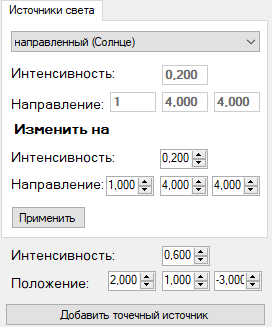 Источники света
направленный (Солнце)
Интенсивность: 0,200
Направление: 1 4,000 4,000
Изменить на
Интенсивность: 0,200
Направление: 1,000 4,000 4,000
Применить
Интенсивность: 0,600
Положение: 2,000 1,000 -3,000
Добавить точечный источник